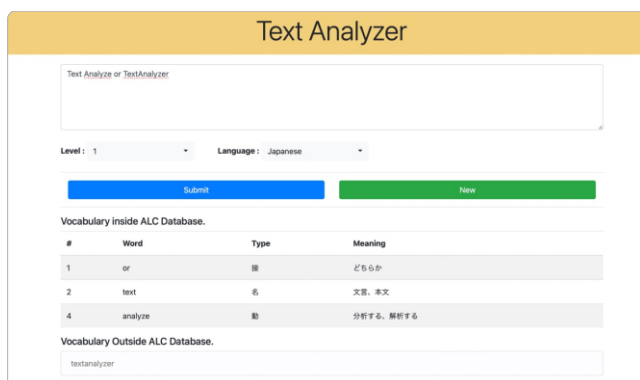 Text Analyzer
Text Analyze or TextAnalyzer
Level : 1 Language : Japanese
Submit New
Vocabulary inside ALC Database.
# Word Type Meaning
1 or 接 どちらか
2 text 名 文言、本文
4 analyze 動 分析する、解析する
Vocabulary Outside ALC Database.
textanalyzer